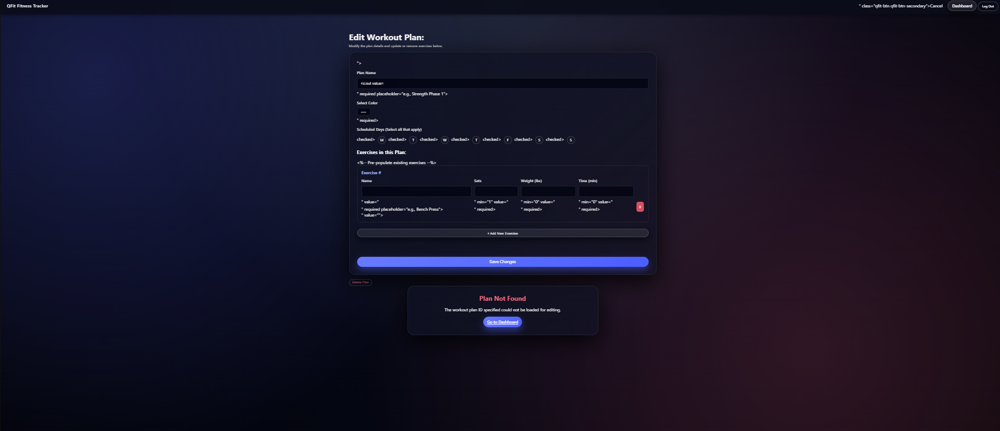 QFit Fitness Tracker
" class="qfit-btn qfit-btn-secondary">Cancel
Dashboard
Log Out
Edit Workout Plan:
Modify the plan details and update or remove exercises below.
">
Plan Name
<c:out value=
" required placeholder="e.g., Strength Phase 1">
Select Color
" required>
Scheduled Days (Select all that apply)
checked> M checked> T checked> W checked> T checked> F checked> S checked> S
Exercises in this Plan:
<%-- Pre-populate existing exercises --%>
Exercise #
Name Sets Weight (lbs) Time (min)
" value=" " min="1" value=" " min="0" value=" " min="0" value="
x
" required placeholder="e.g., Bench Press"> " required> " required> " required>
" value="">
+ Add New Exercise
Save Changes
Delete Plan
Plan Not Found
The workout plan ID specified could not be loaded for editing.
Go to Dashboard